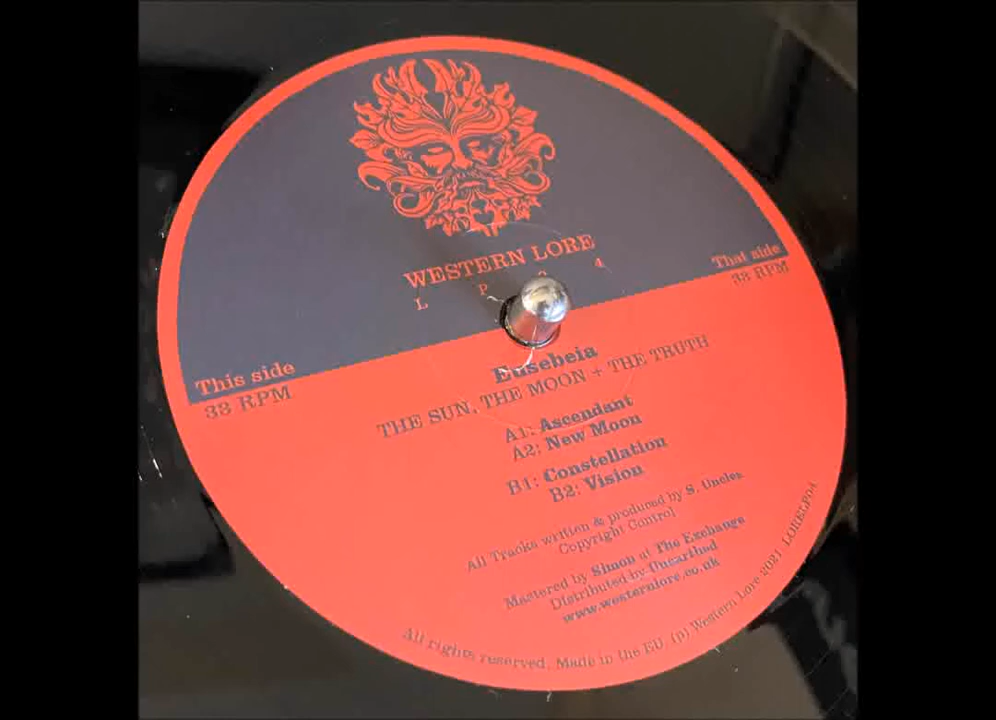 WESTERN LORE
L P 0 4
That side
33 RPM
This side
33 RPM
Eusebeia
THE SUN, THE MOON + THE TRUTH
A1: Ascendant
A2: New Moon
B1: Constellation
B2: Vision
All Tracks written & produced by S. Uncles
Copyright Control
Mastered by Simon at The Exchange
Distributed by Unearthed
www.westernlore.co.uk
All rights reserved. Made in the EU. (p) Western Lore 2021 LORELP04